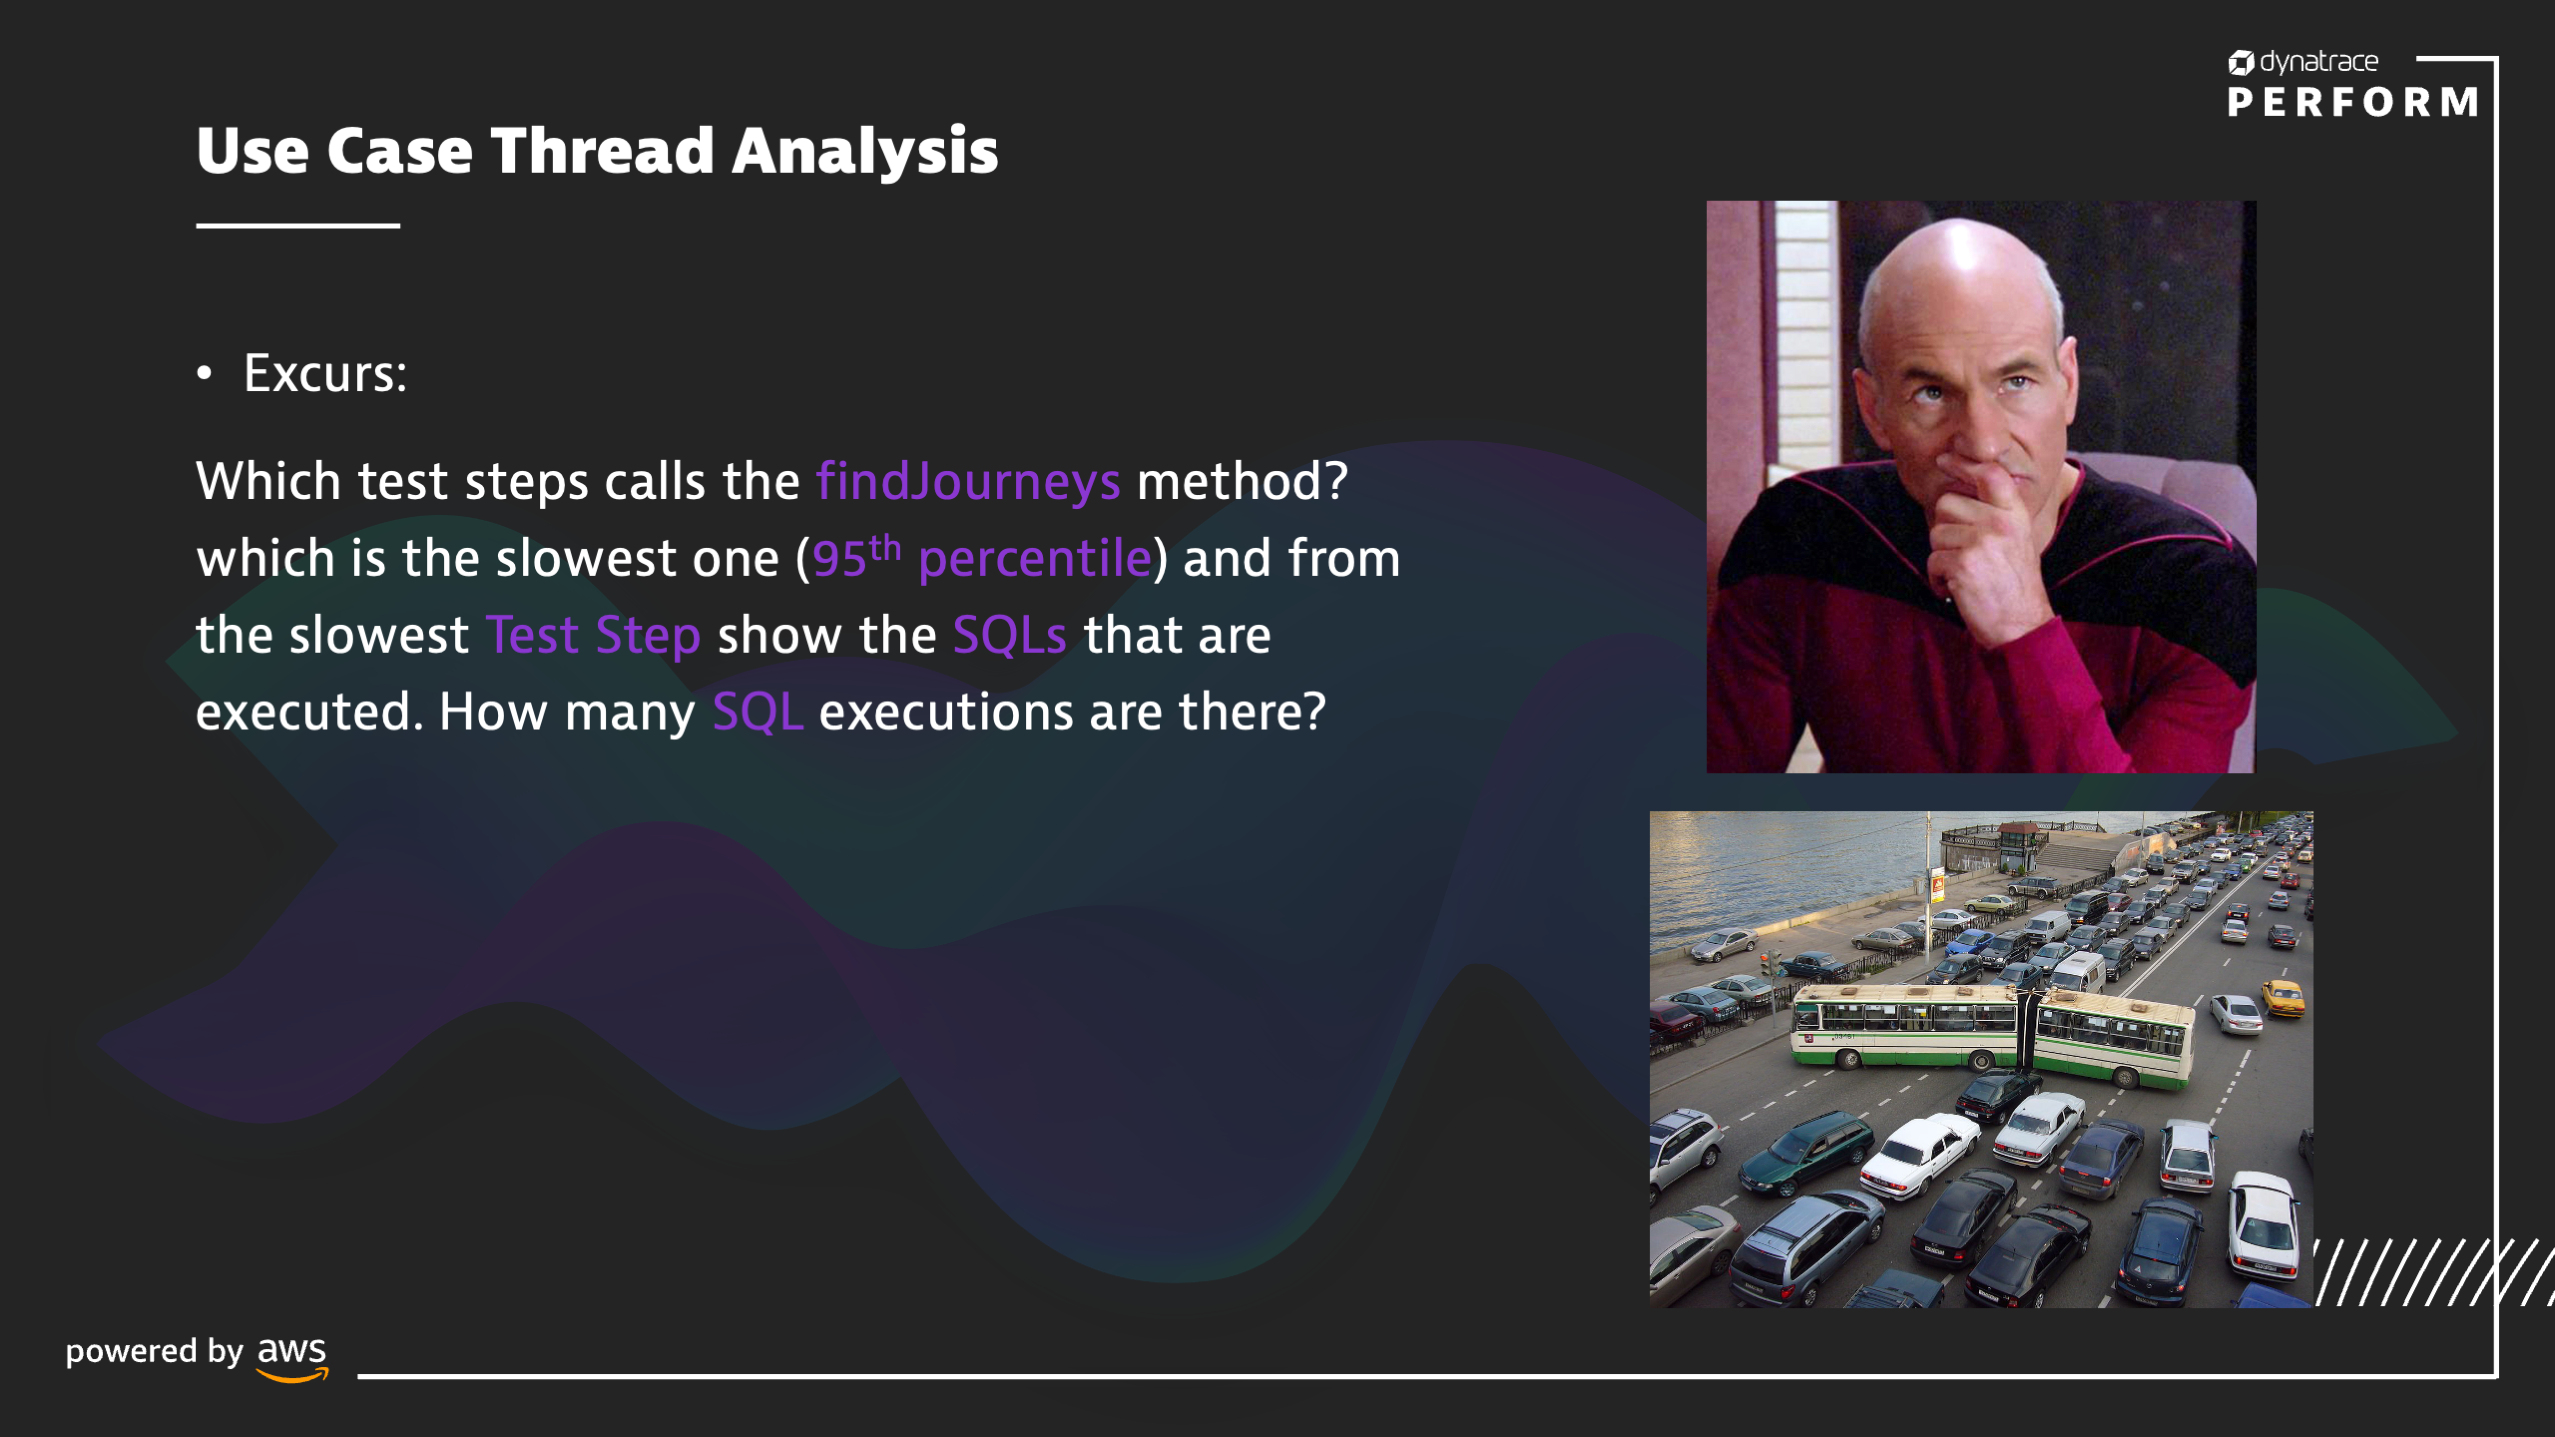 dynatrace
PERFORM
Use Case Thread Analysis
• Excurs:
Which test steps calls the findJourneys method?
which is the slowest one (95th percentile) and from
the slowest Test Step show the SQLs that are
executed. How many SQL executions are there?
powered by aws